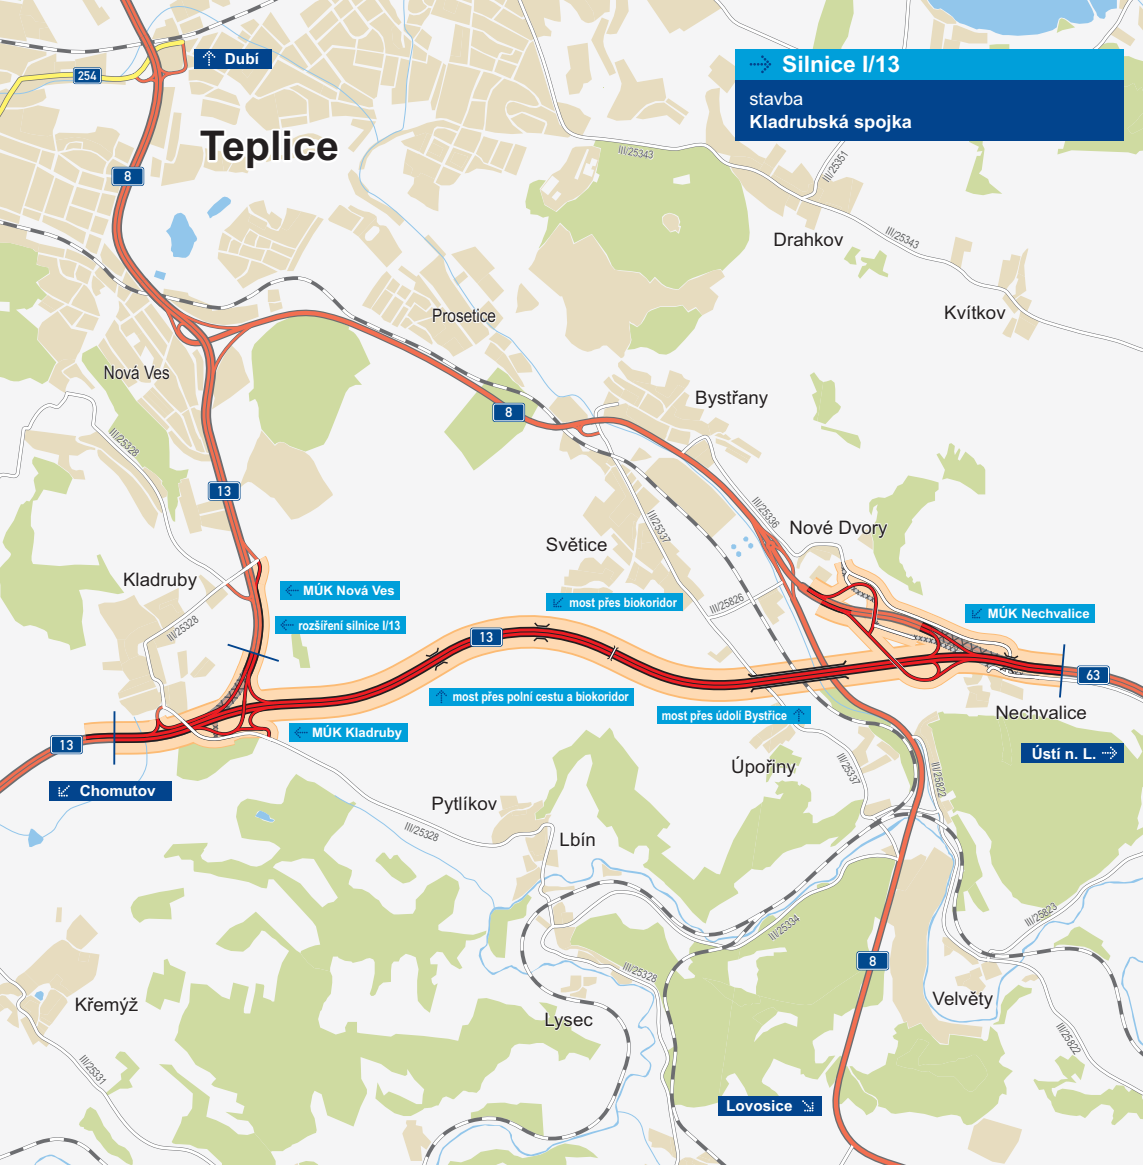 Dubí
254
Silnice I/13
stavba
Kladrubská spojka
Teplice
III/25343
III/25351
8
Drahkov
III/25343
Kvítkov
Prosetice
Nová Ves
Bystřany
8
III/25328
13
III/25336
III/25337
Nové Dvory
Světice
Kladruby
MÚK Nová Ves
most přes biokoridor
III/25826
MÚK Nechvalice
III/25328
rozšíření silnice I/13
13
63
most přes polní cestu a biokoridor
most přes údolí Bystřice
Nechvalice
MÚK Kladruby
13
Ústí n. L.
Úpořiny
III/25337
III/25822
Chomutov
Pytlíkov
III/25328
Lbín
III/25334
III/25823
8
III/25328
Velvěty
Křemýž
Lysec
III/25822
III/25331
Lovosice